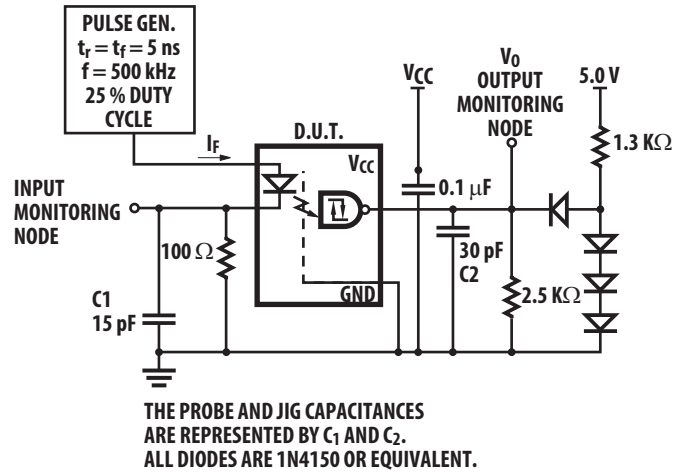 PULSE GEN.
tr = tf = 5 ns
f = 500 kHz
25 % DUTY
CYCLE
IF
D.U.T.
VCC
INPUT
MONITORING
NODE
100 Ω
C1
15 pF
GND
VCC
0.1 μF
30 pF
C2
VO
OUTPUT
MONITORING
NODE
5.0 V
1.3 KΩ
2.5 KΩ
THE PROBE AND JIG CAPACITANCES
ARE REPRESENTED BY C1 AND C2.
ALL DIODES ARE 1N4150 OR EQUIVALENT.